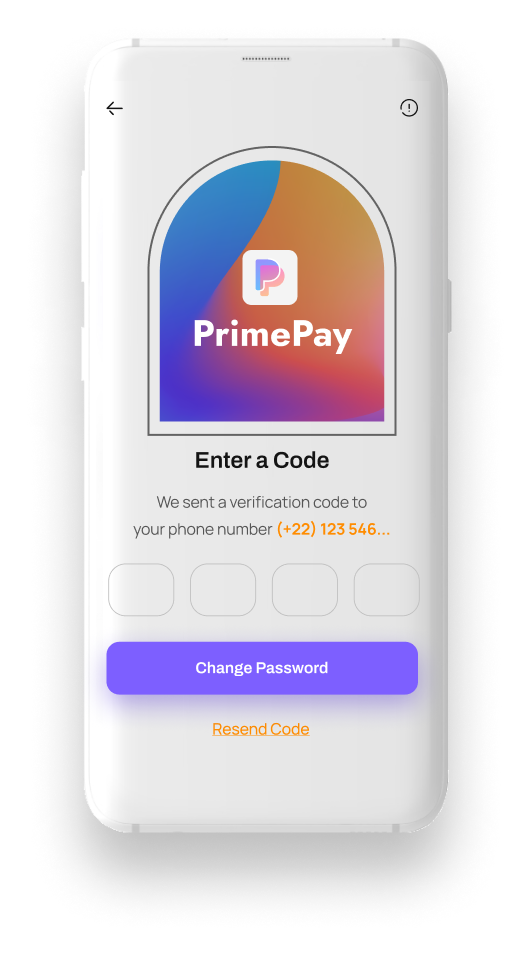 PrimePay
Enter a Code
We sent a verification code to
your phone number (+22) 123 546...
Change Password
Resend Code